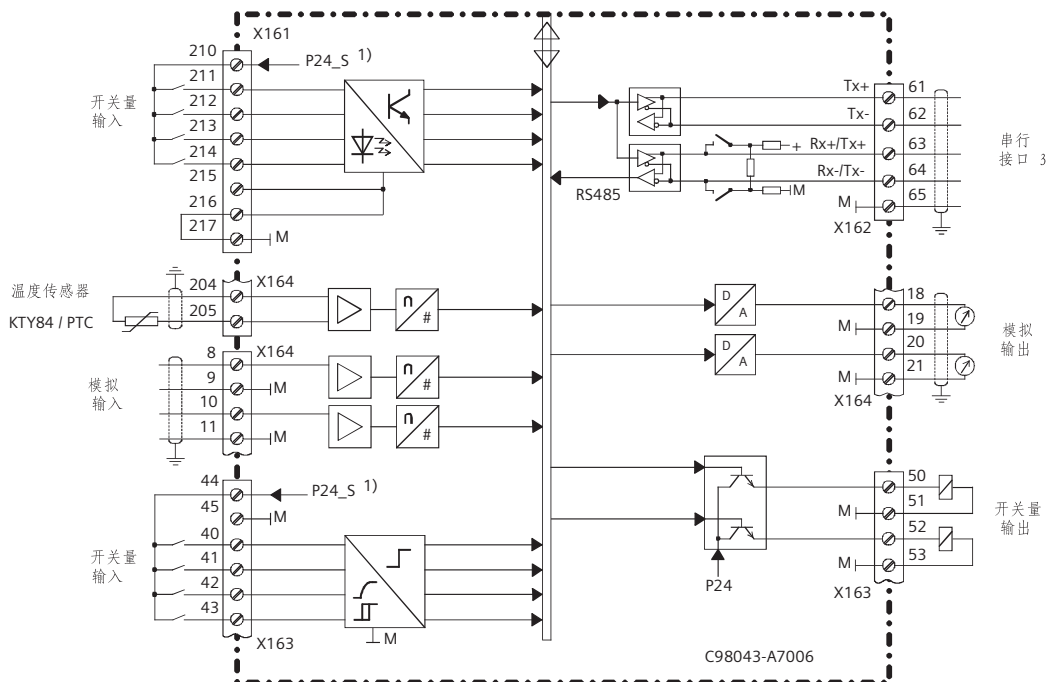 X161
210
P24_S 1)
211
212
213
214
215
216
217
M
开关量
输入
Tx+
61
Tx-
62
Rx+/Tx+
63
+
Rx-/Tx-
64
M
RS485
M
65
X162
串行
接口 3
温度传感器
KTY84 / PTC
204
X164
205
n
#
8
X164
9
M
10
11
M
n
#
n
#
模拟
输入
D
A
18
M
19
D
A
20
M
21
X164
模拟
输出
44
P24_S 1)
45
M
40
41
42
43
M
X163
开关量
输入
50
M
51
52
M
53
P24
X163
开关量
输出
C98043-A7006